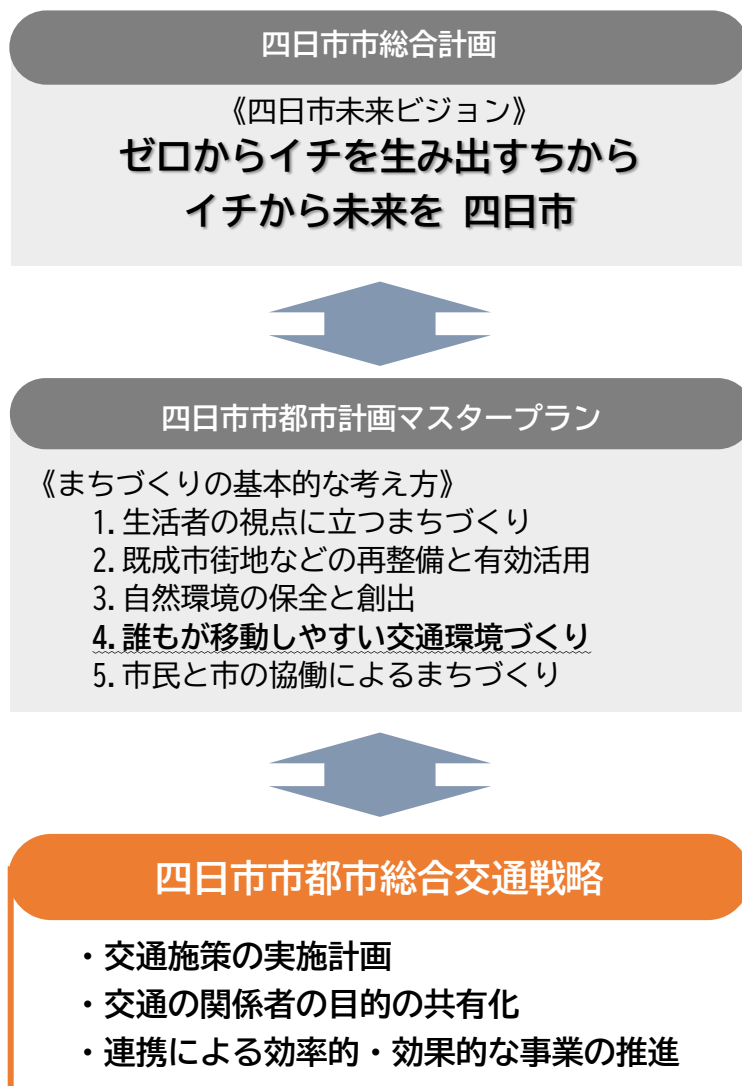 四日市市総合計画
《四日市未来ビジョン》
ゼロからイチを生み出すちから
イチから未来を 四日市
四日市市都市計画マスタープラン
《まちづくりの基本的な考え方》
1.生活者の視点に立つまちづくり
2.既成市街地などの再整備と有効活用
3.自然環境の保全と創出
4.誰もが移動しやすい交通環境づくり
5.市民と市の協働によるまちづくり
四日市市都市総合交通戦略
・交通施策の実施計画
・交通の関係者の目的の共有化
・連携による効率的・効果的な事業の推進